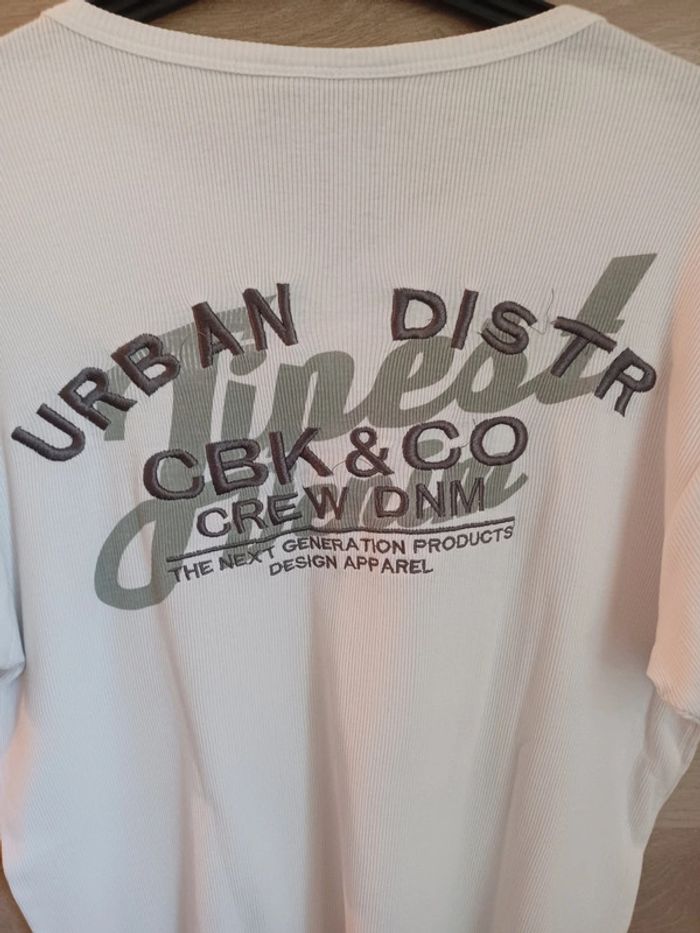 URBAN DISTR
Finest
CBK & CO
CREW DNM
THE NEXT GENERATION PRODUCTS
DESIGN APPAREL